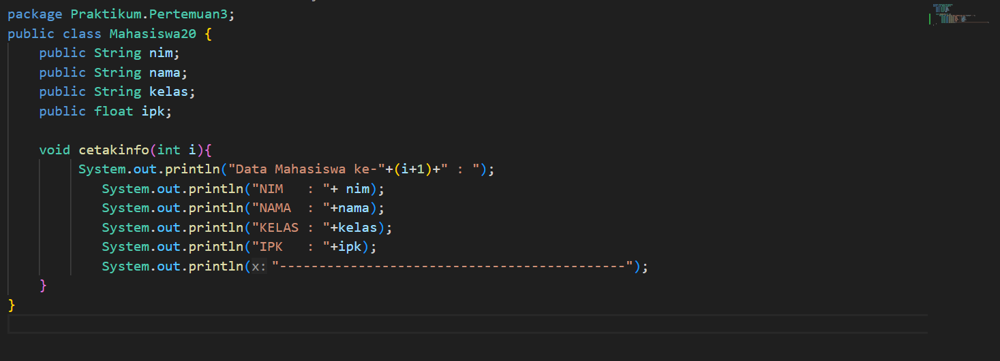 package Praktikum.Pertemuan3;
public class Mahasiswa20 {
    public String nim;
    public String nama;
    public String kelas;
    public float ipk;

    void cetakinfo(int i){
         System.out.println("Data Mahasiswa ke-"+(i+1)+" : ");
            System.out.println("NIM   : "+ nim);
            System.out.println("NAMA  : "+nama);
            System.out.println("KELAS : "+kelas);
            System.out.println("IPK   : "+ipk);
            System.out.println(x: "--------------------------------------------");
    }
}